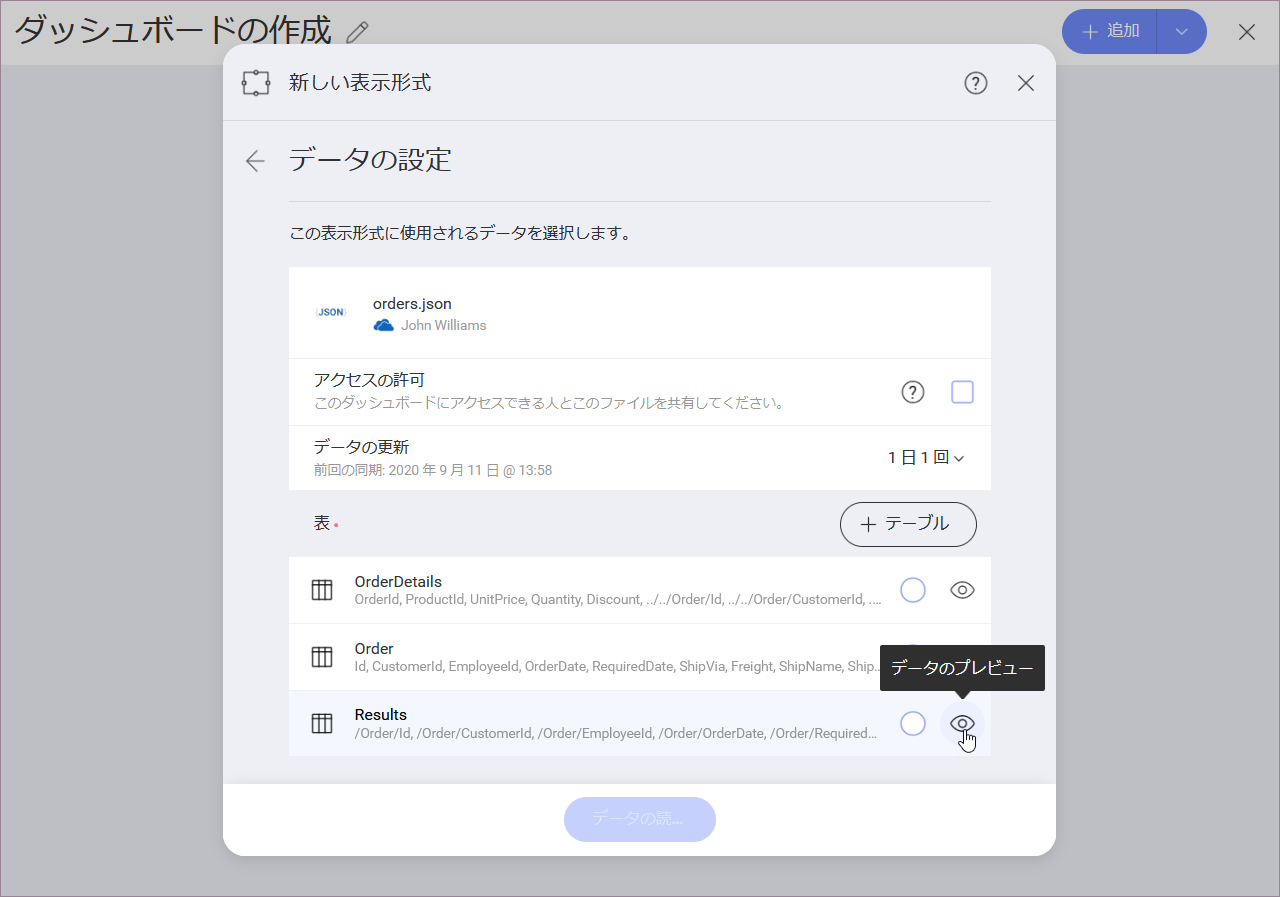 ダッシュボードの作成
追加
新しい表示形式
データの設定
この表示形式に使用されるデータを選択します。
{JSON}
orders.json
John Williams
アクセスの許可
このダッシュボードにアクセスできる人とこのファイルを共有してください。
データの更新
前回の同期: 2020 年 9 月 11 日 @ 13:58
1 日 1 回
表
テーブル
OrderDetails
OrderId, ProductId, UnitPrice, Quantity, Discount, ../../Order/Id, ../../Order/CustomerId, ....
Order
Id, CustomerId, EmployeeId, OrderDate, RequiredDate, ShipVia, Freight, ShipName, Ship...
データのプレビュー
Results
/Order/Id, /Order/CustomerId, /Order/EmployeeId, /Order/OrderDate, /Order/Required...
データの読...